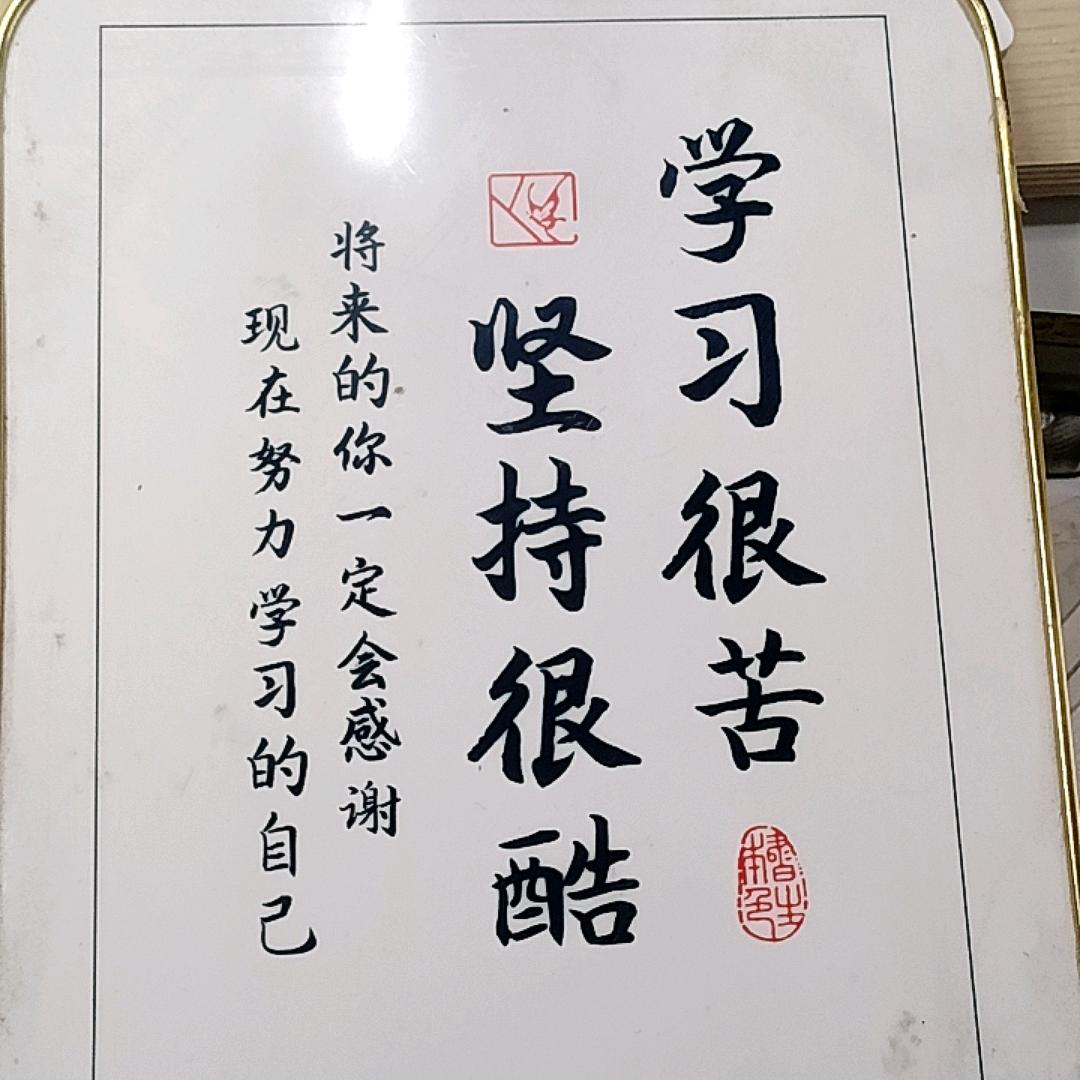 学习很苦
坚持很酷
将来的你一定会感谢
现在努力学习的自己